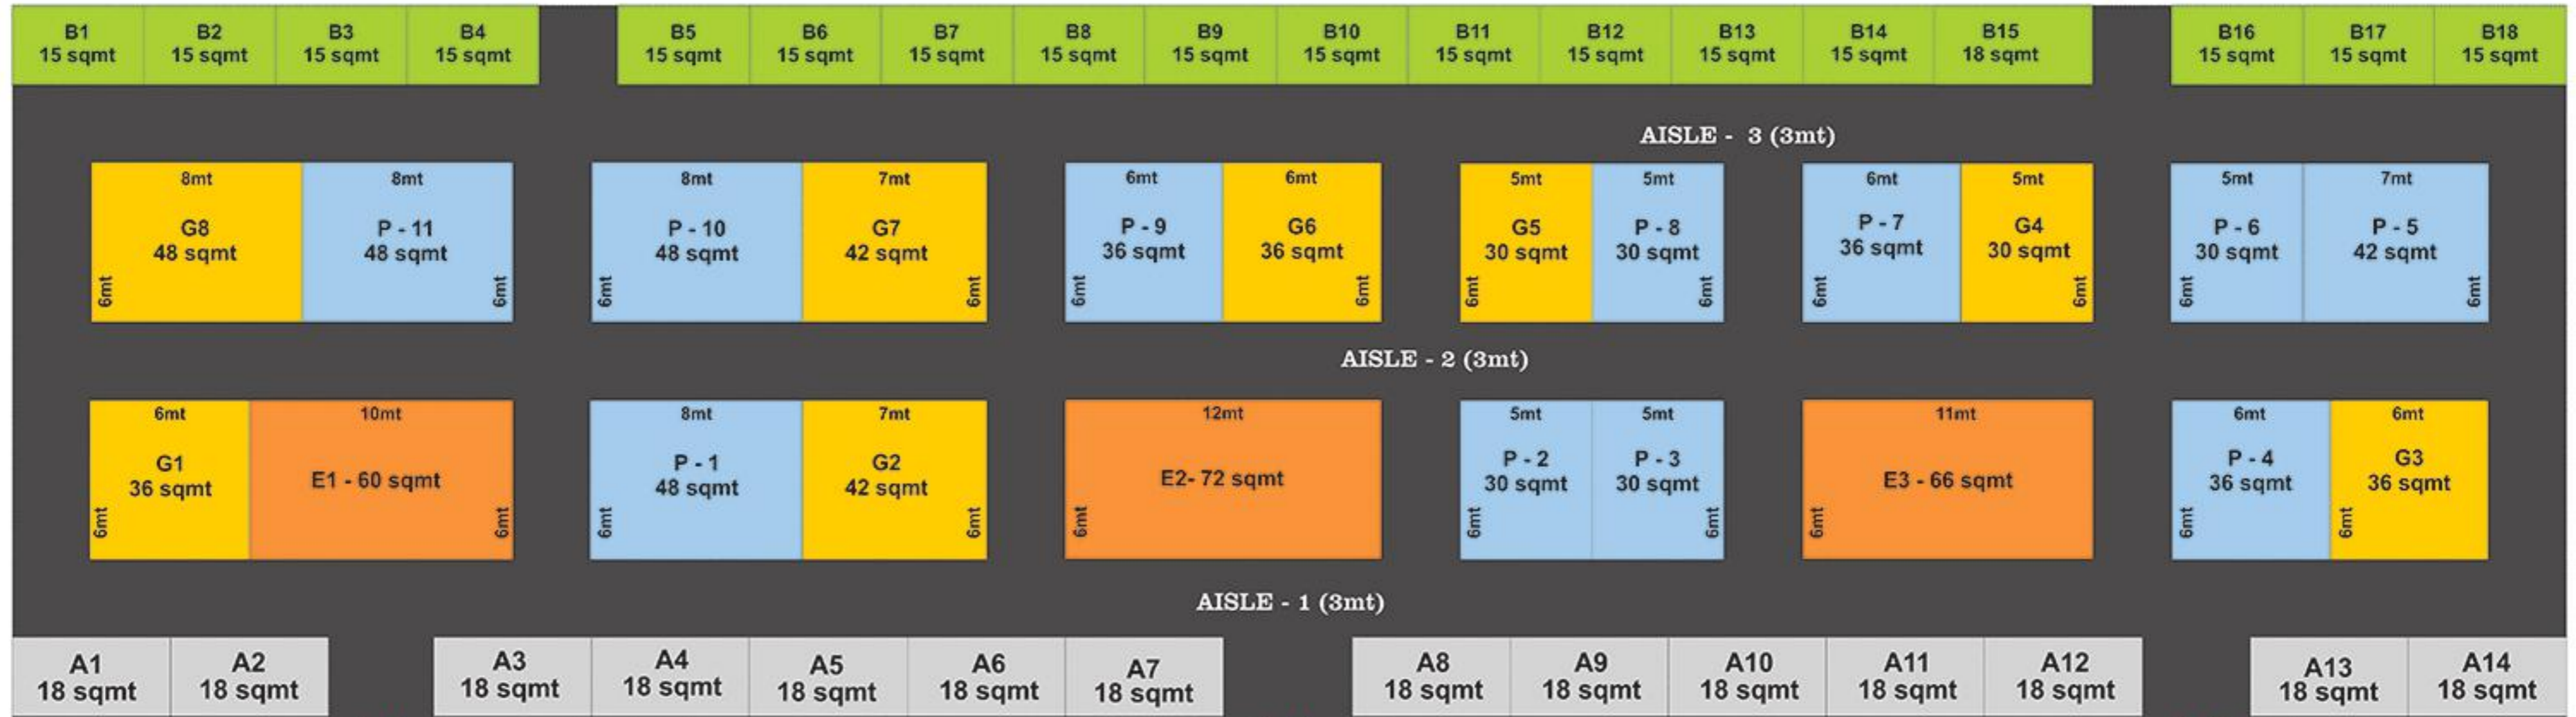 B1
15 sqmt
B2
15 sqmt
B3
15 sqmt
B4
15 sqmt
B5
15 sqmt
B6
15 sqmt
B7
15 sqmt
B8
15 sqmt
B9
15 sqmt
B10
15 sqmt
B11
15 sqmt
B12
15 sqmt
B13
15 sqmt
B14
15 sqmt
B15
18 sqmt
B16
15 sqmt
B17
15 sqmt
B18
15 sqmt
AISLE - 3 (3mt)
8mt
G8
48 sqmt
6mt
8mt
P - 11
48 sqmt
6mt
8mt
P - 10
48 sqmt
6mt
7mt
G7
42 sqmt
6mt
6mt
P - 9
36 sqmt
6mt
6mt
G6
36 sqmt
6mt
5mt
G5
30 sqmt
6mt
5mt
P - 8
30 sqmt
6mt
6mt
P - 7
36 sqmt
6mt
5mt
G4
30 sqmt
6mt
5mt
P - 6
30 sqmt
6mt
7mt
P - 5
42 sqmt
6mt
AISLE - 2 (3mt)
6mt
G1
36 sqmt
6mt
10mt
E1 - 60 sqmt
6mt
8mt
P - 1
48 sqmt
6mt
7mt
G2
42 sqmt
6mt
12mt
E2- 72 sqmt
6mt
5mt
P - 2
30 sqmt
6mt
5mt
P - 3
30 sqmt
6mt
11mt
E3 - 66 sqmt
6mt
6mt
P - 4
36 sqmt
6mt
6mt
G3
36 sqmt
6mt
AISLE - 1 (3mt)
A1
18 sqmt
A2
18 sqmt
A3
18 sqmt
A4
18 sqmt
A5
18 sqmt
A6
18 sqmt
A7
18 sqmt
A8
18 sqmt
A9
18 sqmt
A10
18 sqmt
A11
18 sqmt
A12
18 sqmt
A13
18 sqmt
A14
18 sqmt